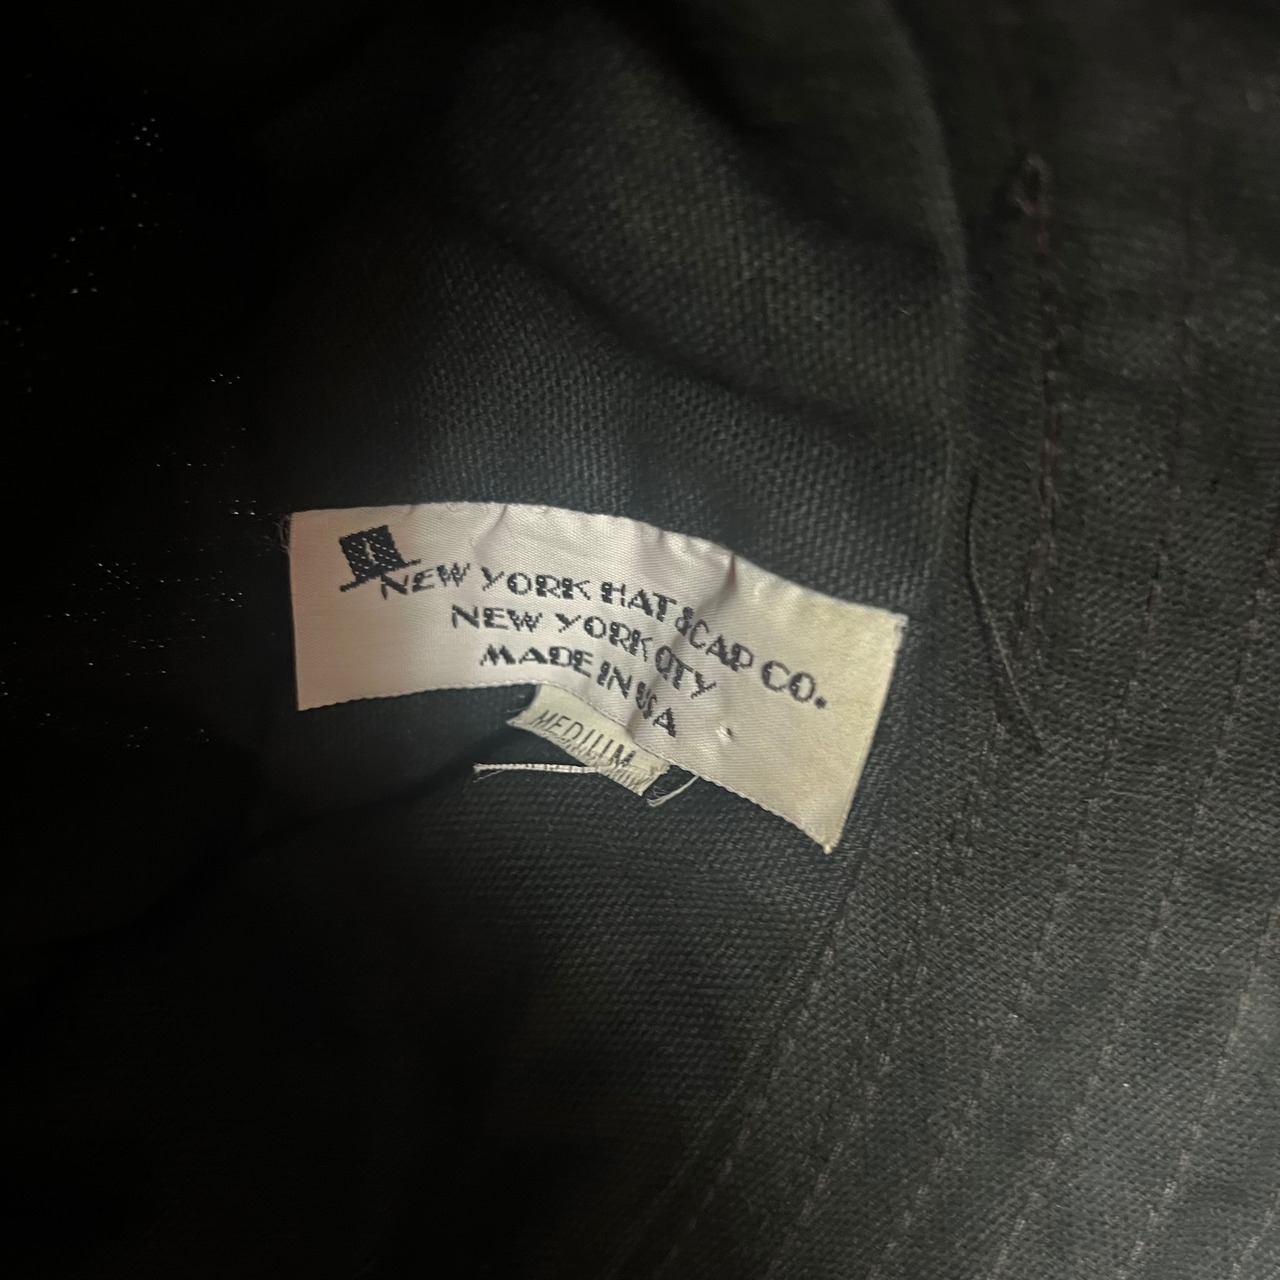 NEW YORK HAT & CAP CO.
NEW YORK CITY
MADE IN USA
MEDIUM